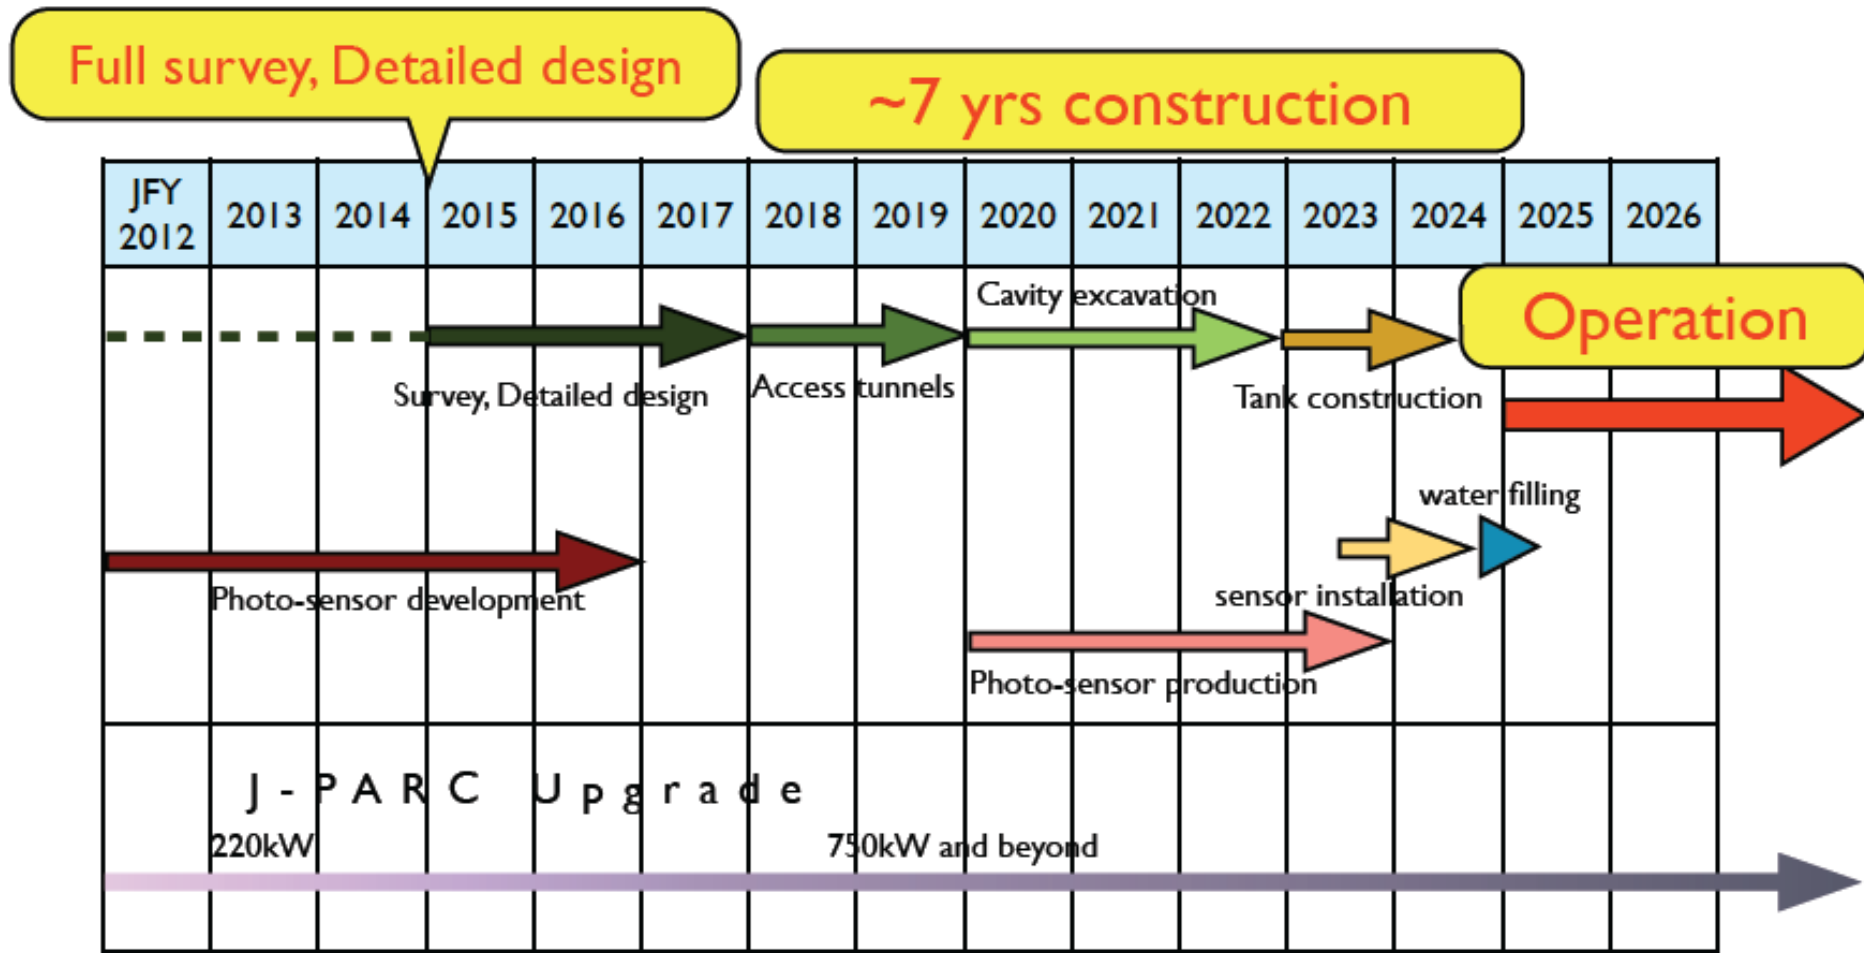 Full survey, Detailed design
~7 yrs construction
JFY
2012
2013
2014
2015
2016
2017
2018
2019
2020
2021
2022
2023
2024
2025
2026
Cavity excavation
Operation
Survey, Detailed design
Access tunnels
Tank construction
water filling
Photo-sensor development
sensor installation
Photo-sensor production
J-PARC Upgrade
220kW
750kW and beyond